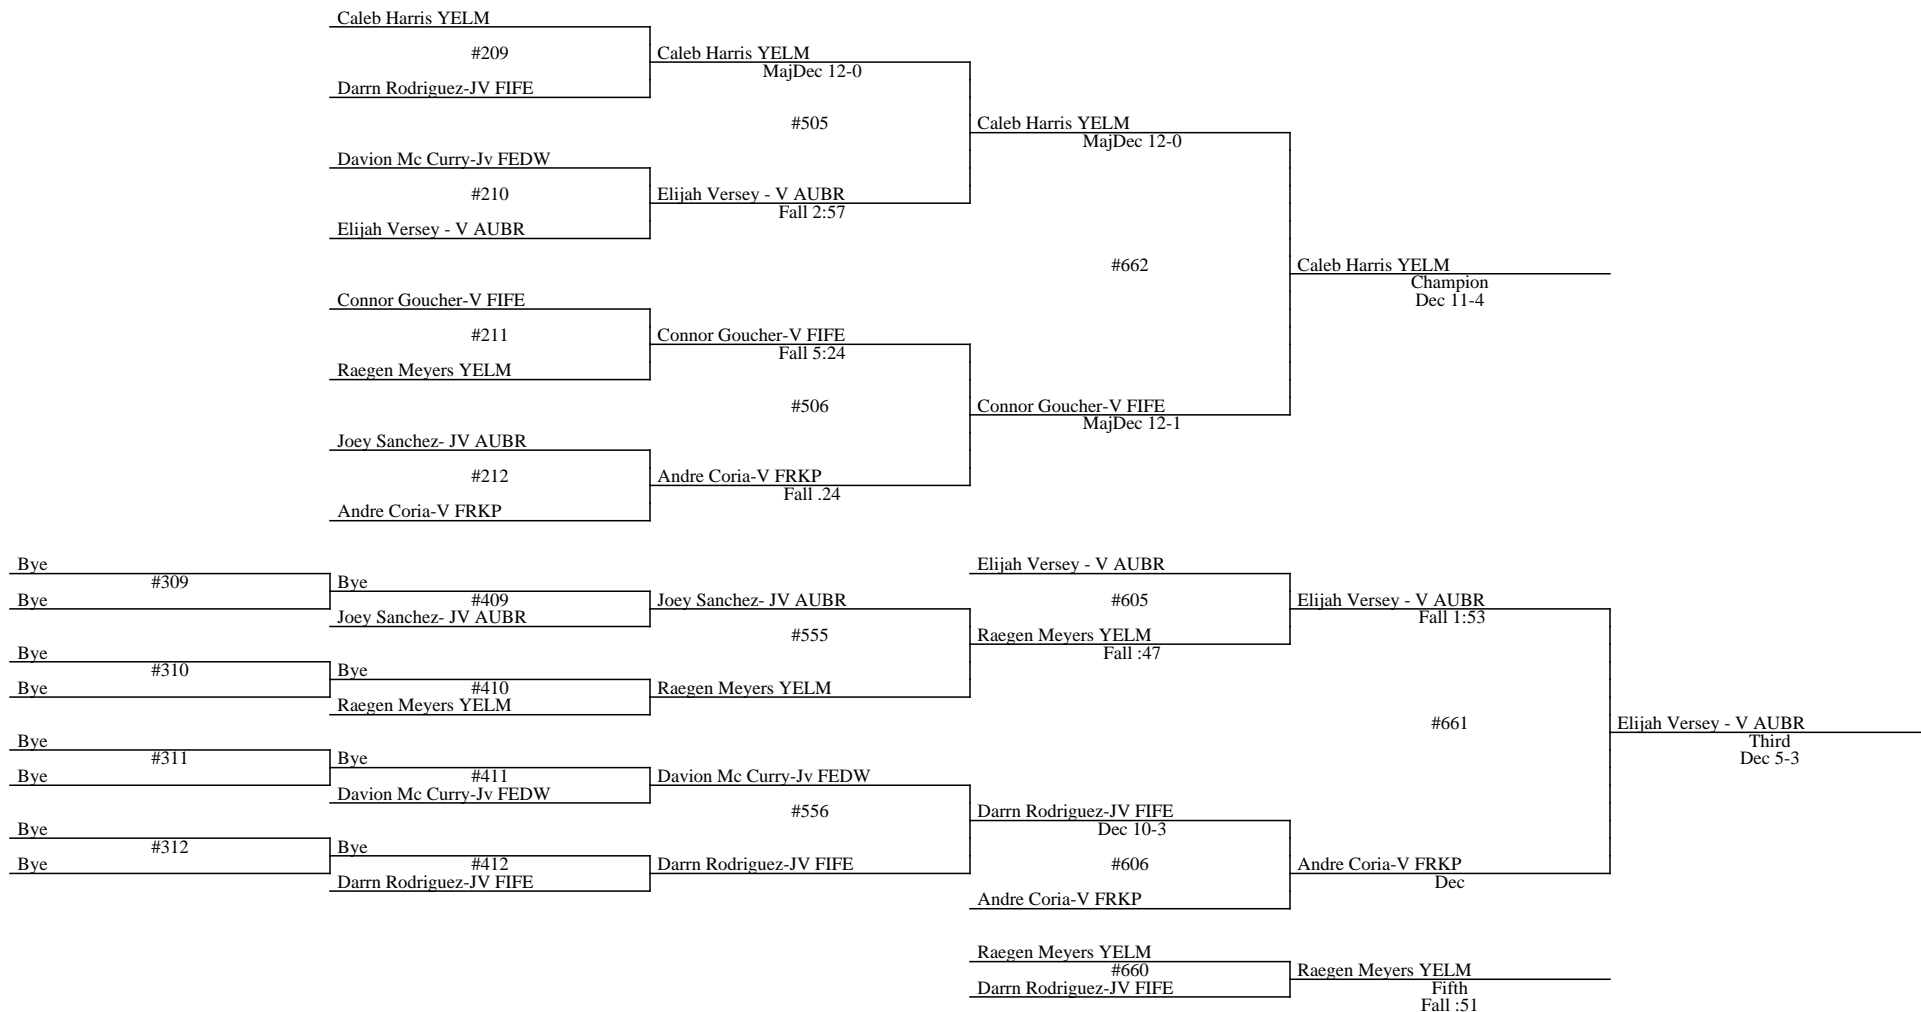 Caleb Harris YELM
#209
Caleb Harris YELM
MajDec 12-0
Darrn Rodriguez-JV FIFE
#505
Caleb Harris YELM
MajDec 12-0
Davion Mc Curry-Jv FEDW
#210
Elijah Versey - V AUBR
Fall 2:57
Elijah Versey - V AUBR
#662
Caleb Harris YELM
Champion
Dec 11-4
Connor Goucher-V FIFE
#211
Connor Goucher-V FIFE
Fall 5:24
Raegen Meyers YELM
#506
Connor Goucher-V FIFE
MajDec 12-1
Joey Sanchez- JV AUBR
#212
Andre Coria-V FRKP
Fall .24
Andre Coria-V FRKP
Bye
#309
Bye
Bye
#409
Joey Sanchez- JV AUBR
Joey Sanchez- JV AUBR
#555
Elijah Versey - V AUBR
#605
Elijah Versey - V AUBR
Fall 1:53
Raegen Meyers YELM
Fall :47
Bye
#310
Bye
Bye
#410
Raegen Meyers YELM
Raegen Meyers YELM
#661
Elijah Versey - V AUBR
Third
Dec 5-3
Bye
#311
Bye
Bye
#411
Davion Mc Curry-Jv FEDW
Davion Mc Curry-Jv FEDW
#556
Darrn Rodriguez-JV FIFE
Dec 10-3
#606
Andre Coria-V FRKP
Dec
Bye
#312
Bye
Bye
#412
Darrn Rodriguez-JV FIFE
Darrn Rodriguez-JV FIFE
Andre Coria-V FRKP
Raegen Meyers YELM
#660
Darrn Rodriguez-JV FIFE
Raegen Meyers YELM
Fifth
Fall :51